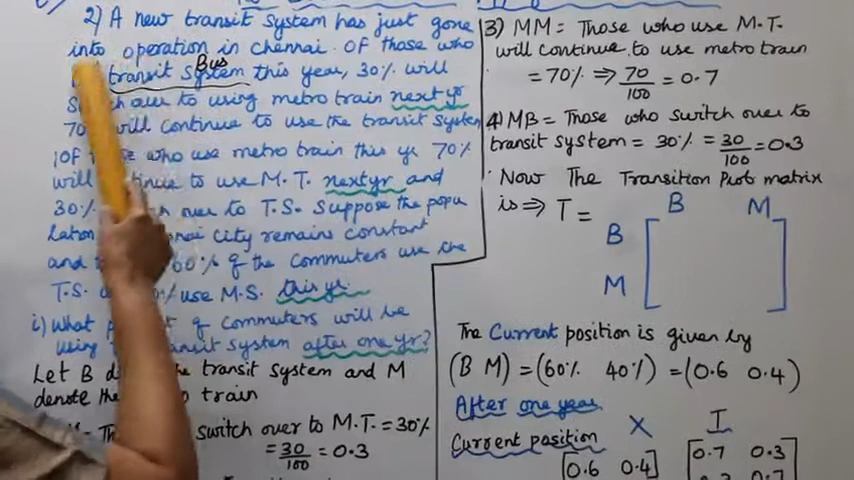 2) A new transit system has just gone
into operation in Chennai. Of those who
Bus
transit system this year, 30% will
over to using metro train next yr
70% will continue to use the transit system
Of who use metro train this yr 70%
will to use M.T. next yr and
30% over to T.S. Suppose the popu
lation city remains constant
and 60% of the commuters use the
T.S. use M.S. this yr.
i) What of commuters will be
using transit system after one yr?
Let B the transit system and M
denote the train
switch over to M.T. = 30%
= 30/100 = 0.3
3) MM = Those who use M.T.
will continue to use metro train
= 70% ⇒ 70/100 = 0.7
4) MB = Those who switch over to
transit system = 30% = 30/100 = 0.3
Now The Transition Prob matrix
is ⇒ T =
B M
B
M
The Current position is given by
(B M) = (60% 40%) = (0.6 0.4)
After one year
Current position X T
[0.6 0.4] [0.7 0.3
0.7